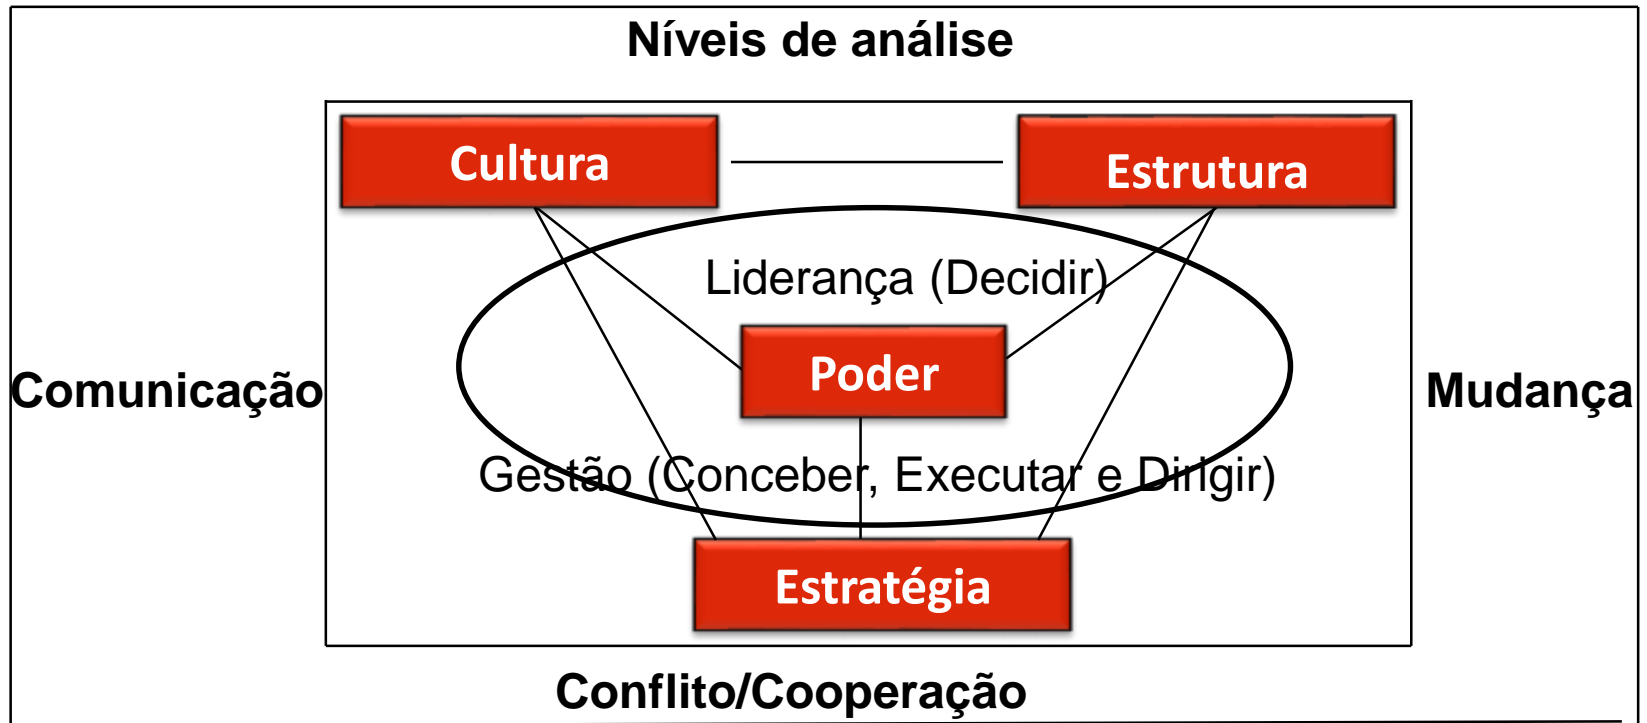 Níveis de análise
Cultura
Estrutura
Liderança (Decidir)
Poder
Comunicação
Mudança
Gestão (Conceber, Executar e Dirigir)
Estratégia
Conflito/Cooperação